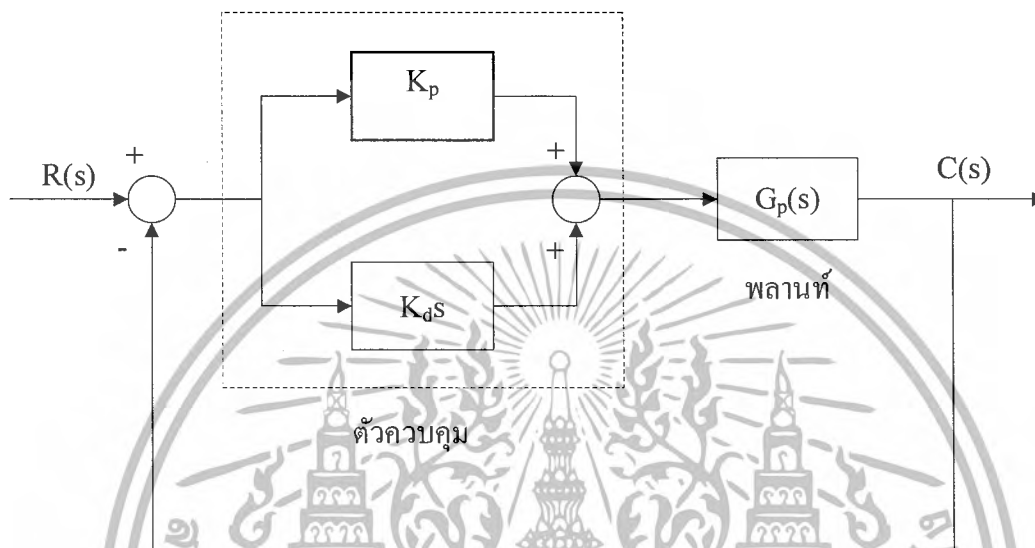 K_p
+
+
R(s)
C(s)
G_p(s)
-
+
พลานท์
K_ds
ตัวควบคุม